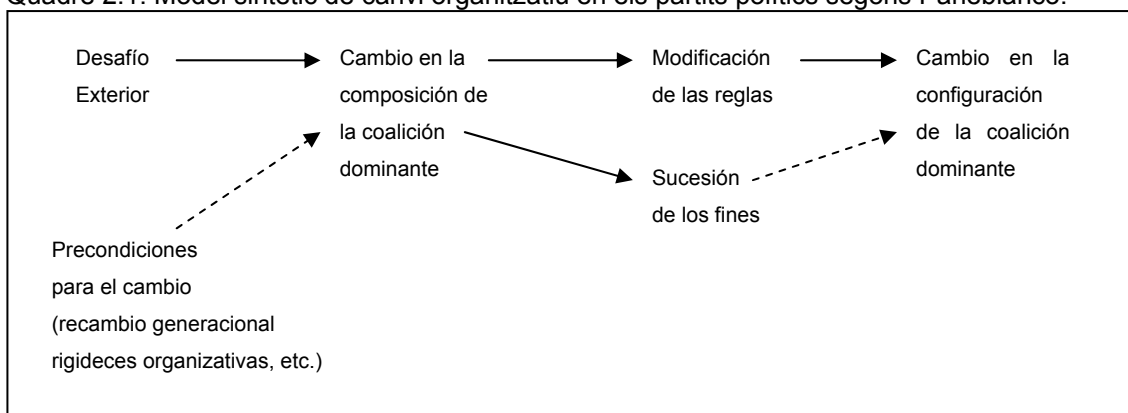 Quadre 2.1. Model sintètic de canvi organitzatiu en els partits polítics segons Panebianco.
Desafío
Exterior
Cambio en la
composición de
la coalición
dominante
Modificación
de las reglas
Cambio en la
configuración
de la coalición
dominante
Sucesión
de los fines
Precondiciones
para el cambio
(recambio generacional
rigideces organizativas, etc.)